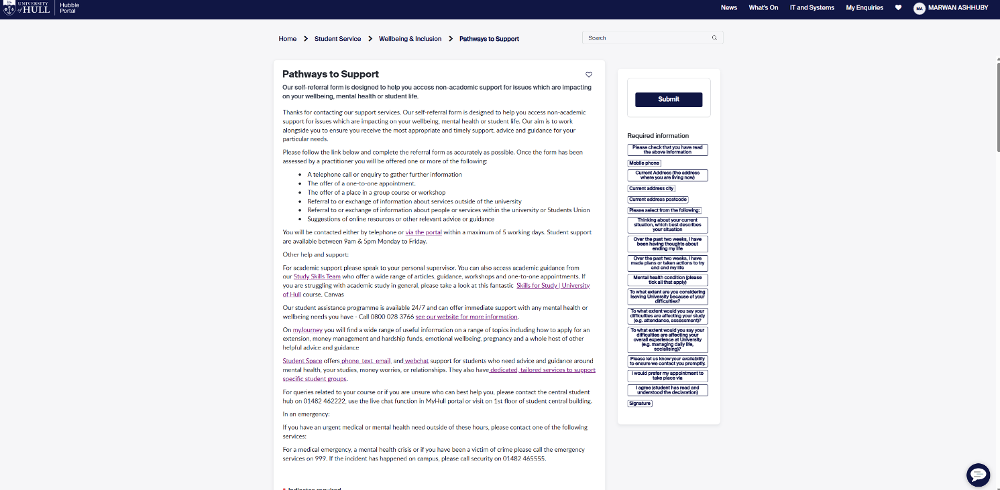 UNIVERSITY
of HULL
Hubble
Portal
News What's On IT and Systems My Enquiries MA MARWAN ASHHUBY
Home > Student Service > Wellbeing & Inclusion > Pathways to Support
Search
Pathways to Support
Our self-referral form is designed to help you access non-academic support for issues which are impacting
on your wellbeing, mental health or student life.
Thanks for contacting our support services. Our self-referral form is designed to help you access non-academic
support for issues which are impacting on your wellbeing, mental health or student life. Our aim is to work
alongside you to ensure you receive the most appropriate and timely support, advice and guidance for your
particular needs.
Please follow the link below and complete the referral form as accurately as possible. Once the form has been
assessed by a practitioner you will be offered one or more of the following:
• A telephone call or enquiry to gather further information
• The offer of a one-to-one appointment.
• The offer of a place in a group course or workshop
• Referral to or exchange of information about services outside of the university
• Referral to or exchange of information about people or services within the university or Students Union
• Suggestions of online resources or other relevant advice or guidance
You will be contacted either by telephone or via the portal within a maximum of 5 working days. Student support
are available between 9am & 5pm Monday to Friday.
Other help and support:
For academic support please speak to your personal supervisor. You can also access academic guidance from
our Study Skills Team who offer a wide range of articles, guidance, workshops and one-to-one appointments. If
you are struggling with academic study in general, please take a look at this fantastic Skills for Study | University
of Hull course. Canvas
Our student assistance programme is available 24/7 and can offer immediate support with any mental health or
wellbeing needs you have - Call 0800 028 3766 see our website for more information.
On myJourney you will find a wide range of useful information on a range of topics including how to apply for an
extension, money management and hardship funds, emotional wellbeing, pregnancy and a whole host of other
helpful advice and guidance
Student Space offers phone, text, email, and webchat support for students who need advice and guidance around
mental health, your studies, money worries, or relationships. They also have dedicated, tailored services to support
specific student groups.
For queries related to your course or if you are unsure who can best help you, please contact the central student
hub on 01482 462222, use the live chat function in MyHull portal or visit on 1st floor of student central building.
In an emergency:
If you have an urgent medical or mental health need outside of these hours, please contact one of the following
services:
For a medical emergency, a mental health crisis or if you have been a victim of crime please call the emergency
services on 999. If the incident has happened on campus, please call security on 01482 465555.
* Indicates required
Submit
Required information
Please check that you have read
the above information
Mobile phone
Current Address (the address
where you are living now)
Current address city
Current address postcode
Please select from the following:
Thinking about your current
situation, which best describes
your situation
Over the past two weeks, I have
been having thoughts about
ending my life
Over the past two weeks, I have
made plans or taken actions to try
and end my life
Mental health condition (please
tick all that apply)
To what extent are you considering
leaving University because of your
difficulties?
To what extent would you say your
difficulties are affecting your study
(e.g. attendance, assessment)?
To what extent would you say your
difficulties are affecting your
overall experience at University
(e.g. managing daily life,
socialising)?
Please let us know your availability
to ensure we contact you promptly.
I would prefer my appointment to
take place via
I agree (student has read and
understood the declaration)
Signature